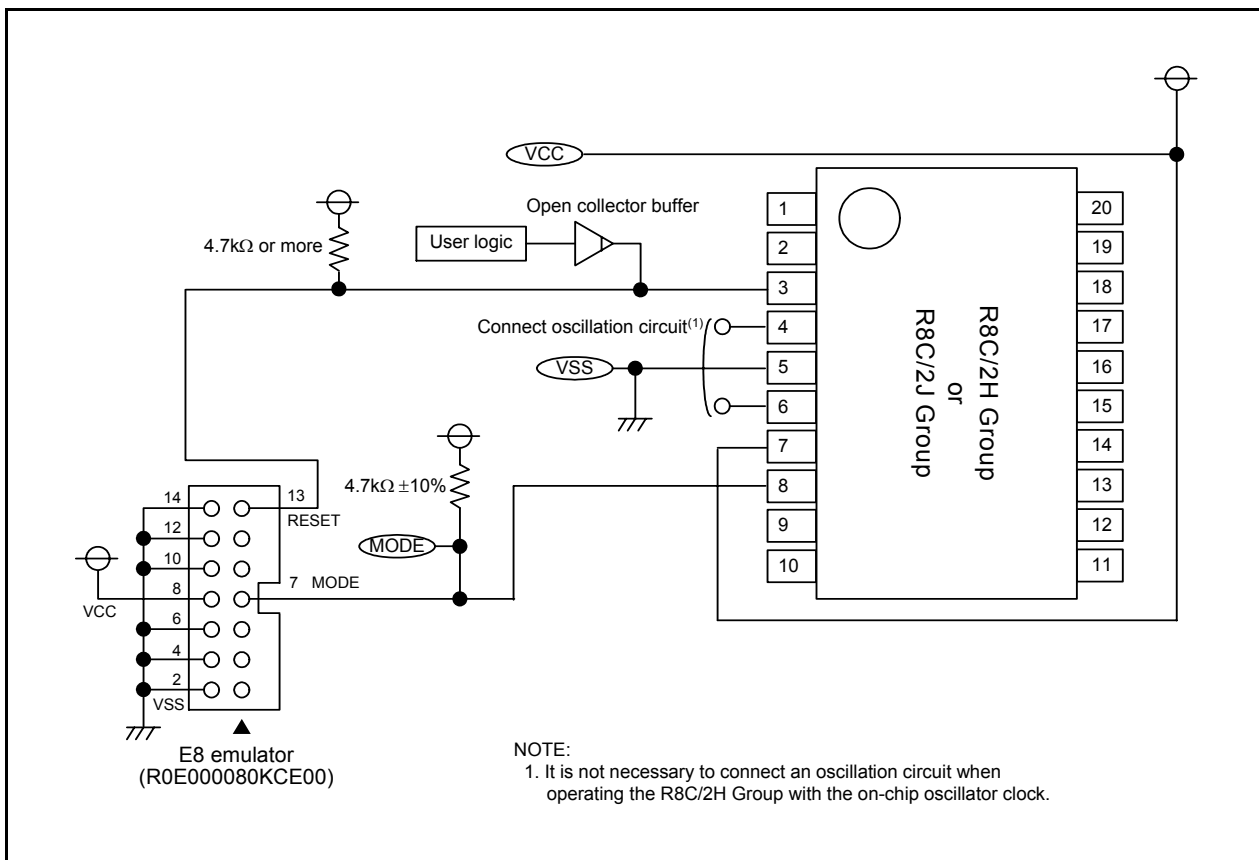 VCC
Open collector buffer
4.7kΩ or more
User logic
1
2
3
4
5
6
7
8
9
10
20
19
18
17
16
15
14
13
12
11
R8C/2H Group
or
R8C/2J Group
Connect oscillation circuit(1)
VSS
4.7kΩ ±10%
MODE
14
12
10
8
6
4
2
13
RESET
7 MODE
VCC
VSS
E8 emulator
(R0E000080KCE00)
NOTE:
1. It is not necessary to connect an oscillation circuit when
operating the R8C/2H Group with the on-chip oscillator clock.